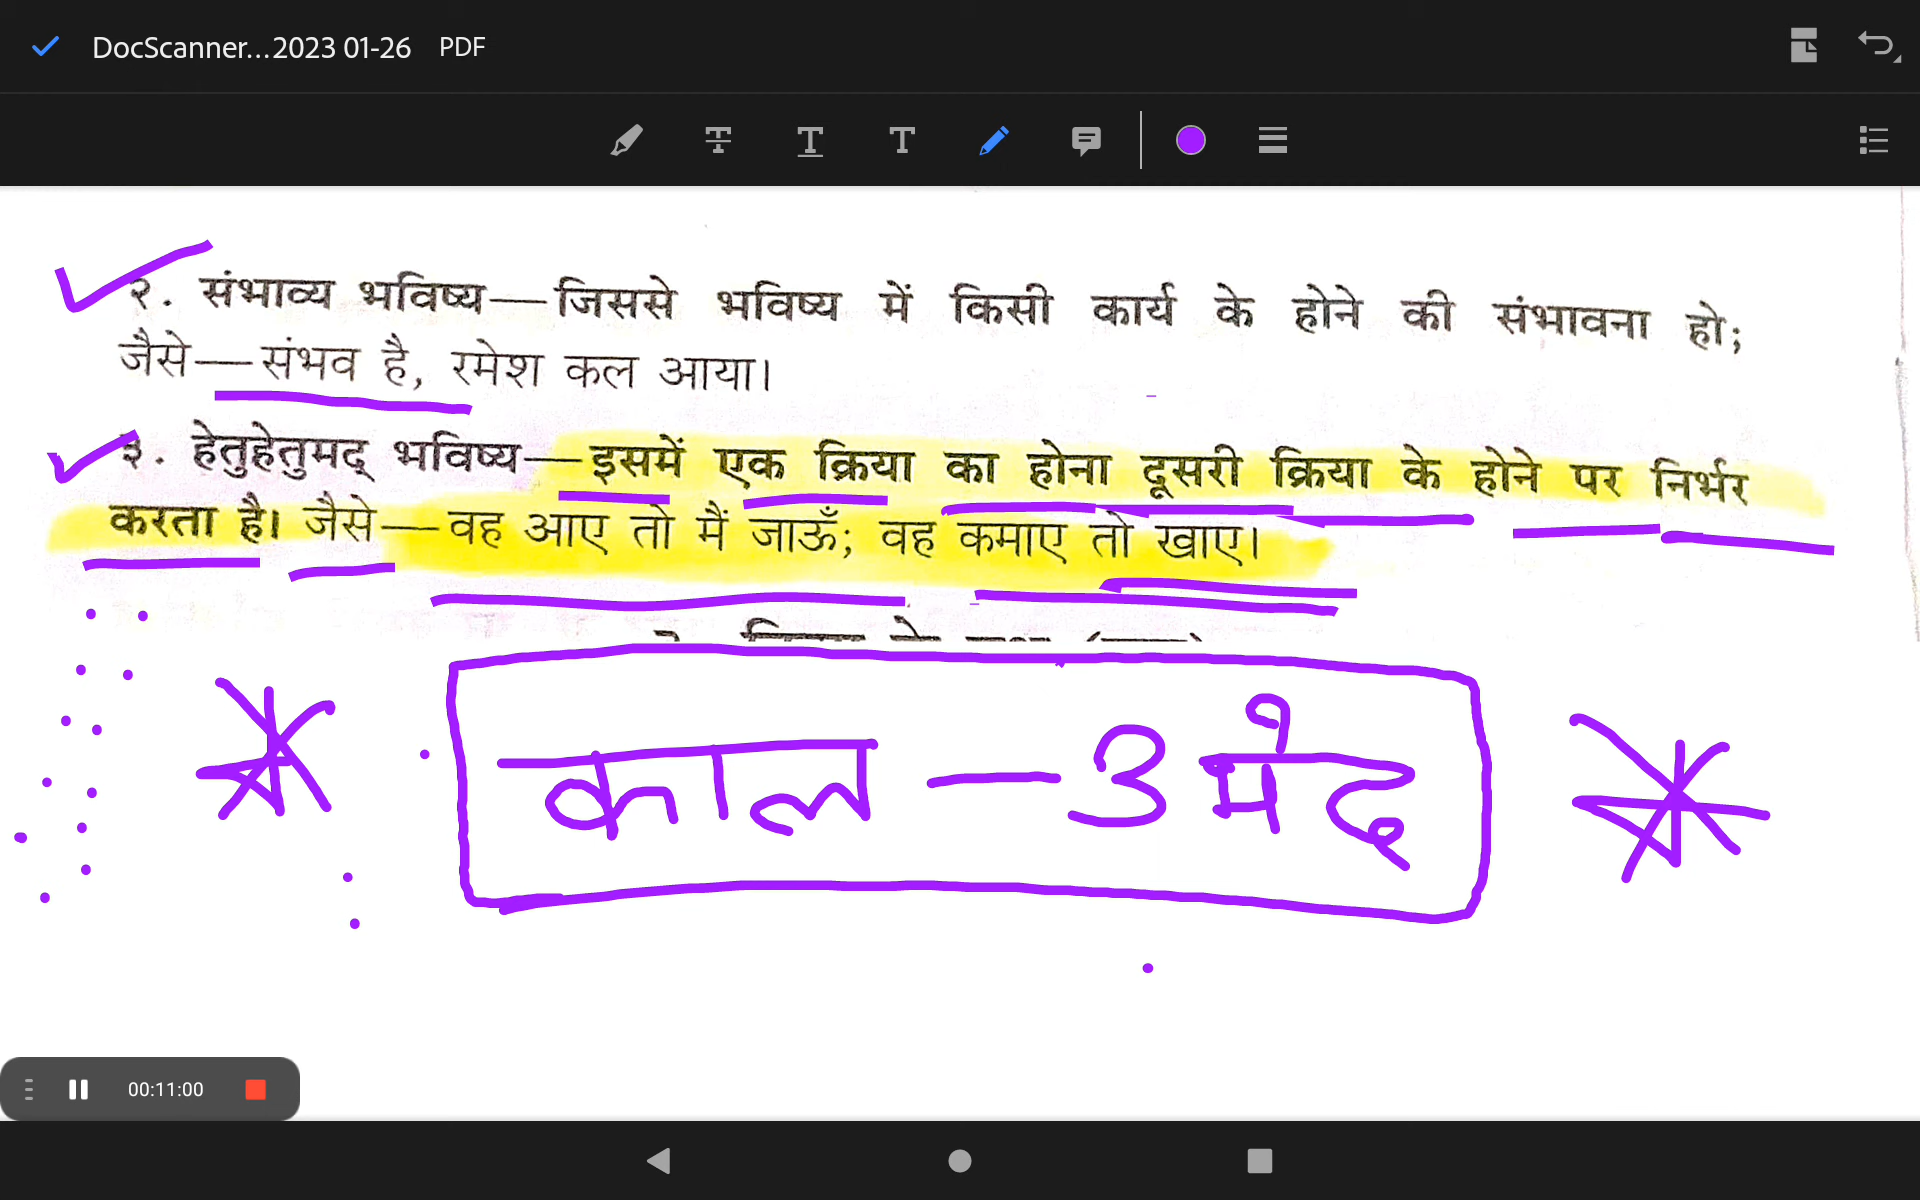 DocScanner...2023 01-26 PDF
२. संभाव्य भविष्य—जिससे भविष्य में किसी कार्य के होने की संभावना हो;
जैसे—संभव है, रमेश कल आया।
३. हेतुहेतुमद् भविष्य—इसमें एक क्रिया का होना दूसरी क्रिया के होने पर निर्भर
करता है। जैसे—वह आए तो मैं जाऊँ; वह कमाए तो खाए।
काल — 3 भेद
00:11:00